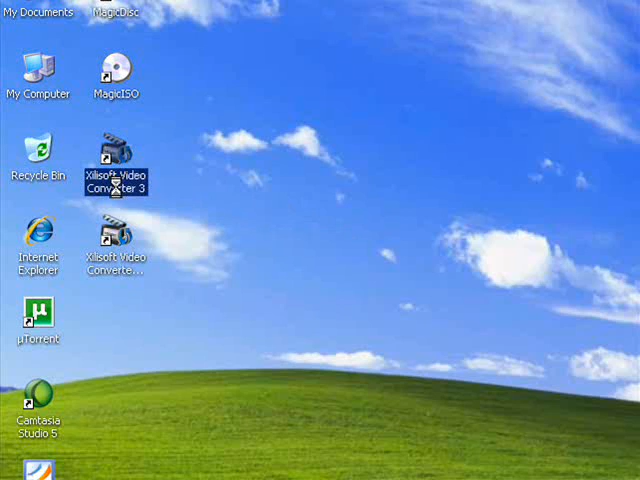 My Documents
MagicDisc
My Computer
MagicISO
Recycle Bin
Xilisoft Video
Converter 3
Internet
Explorer
Xilisoft Video
Converte...
µTorrent
Camtasia
Studio 5